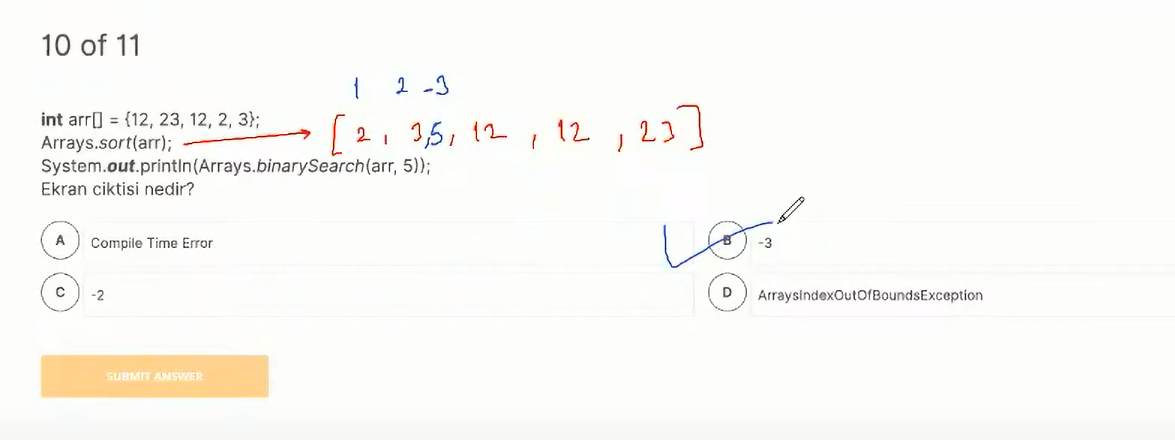 10 of 11
1 2 -3
int arr[] = {12, 23, 12, 2, 3};
Arrays.sort(arr); [2, 3,5, 12, 12, 23]
System.out.println(Arrays.binarySearch(arr, 5));
Ekran ciktisi nedir?
A Compile Time Error
B -3
C -2
D ArraysIndexOutOfBoundsException
SUBMIT ANSWER